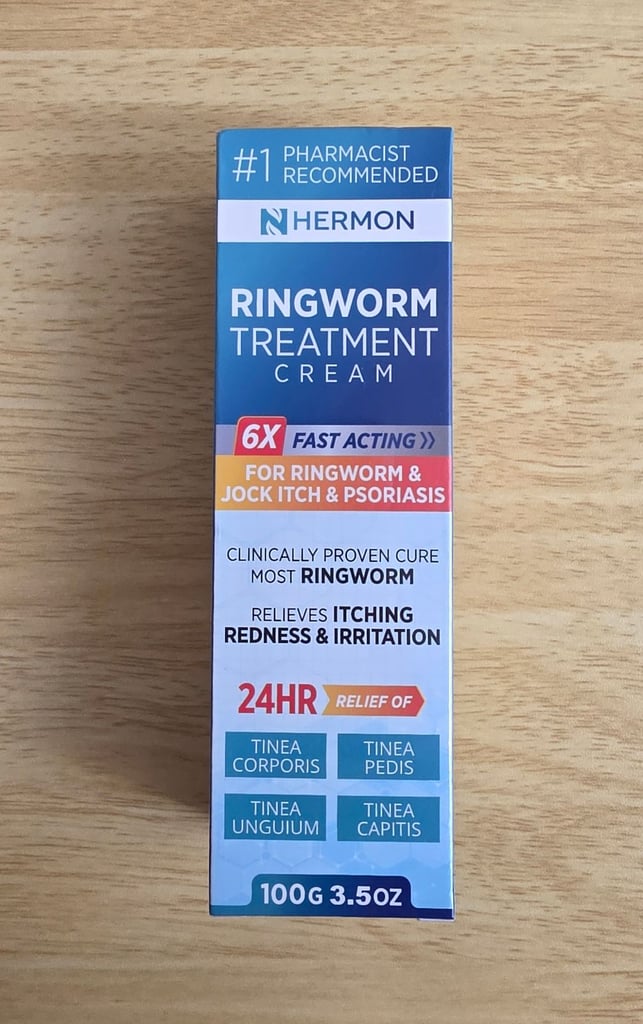 #1 PHARMACIST
RECOMMENDED
HERMON
RINGWORM
TREATMENT
CREAM
6X FAST ACTING »
FOR RINGWORM &
JOCK ITCH & PSORIASIS
CLINICALLY PROVEN CURE
MOST RINGWORM
RELIEVES ITCHING
REDNESS & IRRITATION
24HR RELIEF OF
TINEA
CORPORIS
TINEA
PEDIS
TINEA
UNGUIUM
TINEA
CAPITIS
100G 3.5OZ